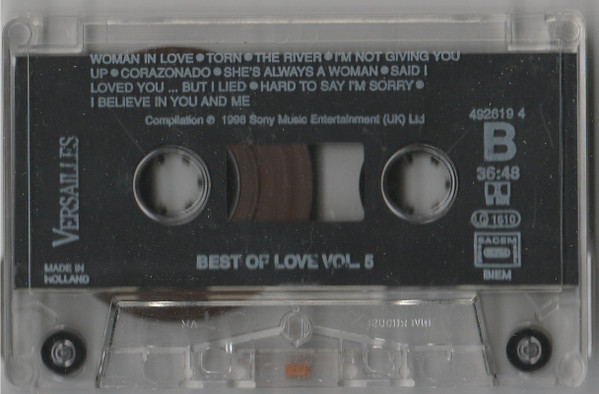 WOMAN IN LOVE ● TORN ● THE RIVER ● I'M NOT GIVING YOU
UP ● CORAZONADO ● SHE'S ALWAYS A WOMAN ● SAID I
LOVED YOU ... BUT I LIED ● HARD TO SAY I'M SORRY ●
I BELIEVE IN YOU AND ME
Compilation ℗ 1998 Sony Music Entertainment (UK) Ltd
492619 4
B
36:48
LG 1610
SACEM
BIEM
VERSAILLES
BEST OF LOVE VOL. 5
MADE IN
HOLLAND